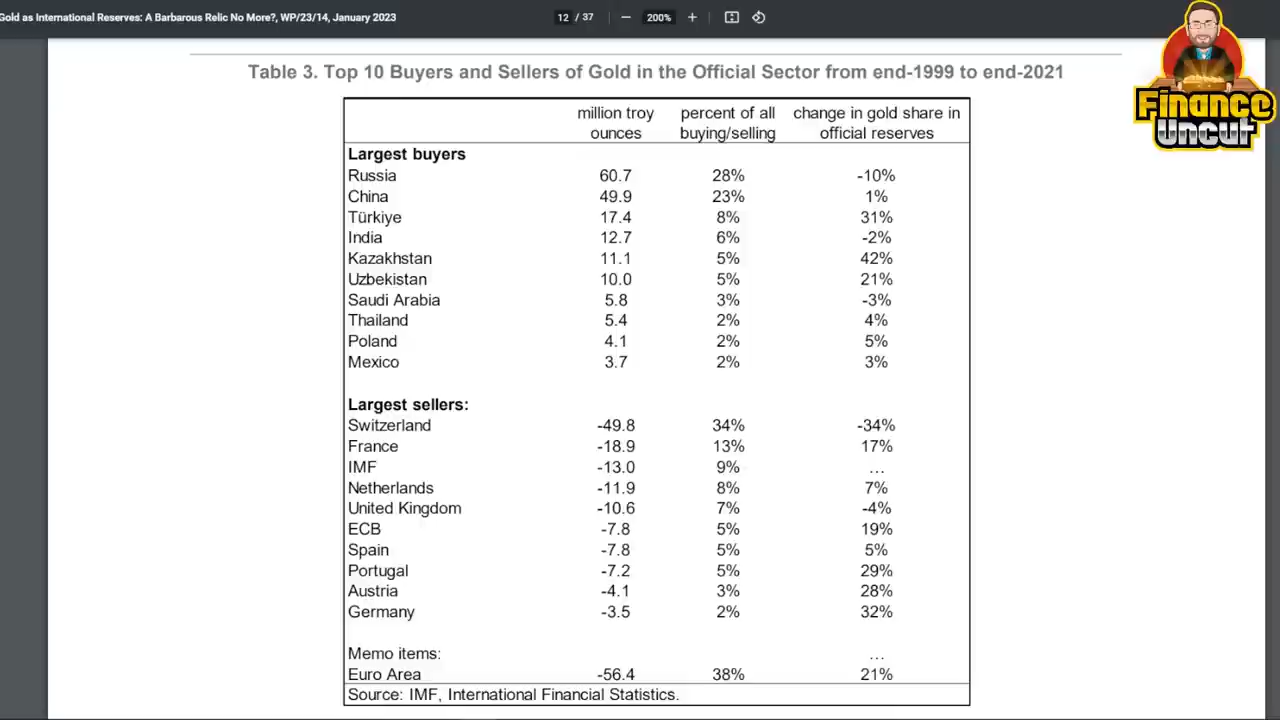 Gold as International Reserves: A Barbarous Relic No More?, WP/23/14, January 2023
12 / 37
200%
Finance
Uncut
Table 3. Top 10 Buyers and Sellers of Gold in the Official Sector from end-1999 to end-2021
million troy ounces percent of all buying/selling change in gold share in official reserves
Largest buyers
Russia 60.7 28% -10%
China 49.9 23% 1%
Türkiye 17.4 8% 31%
India 12.7 6% -2%
Kazakhstan 11.1 5% 42%
Uzbekistan 10.0 5% 21%
Saudi Arabia 5.8 3% -3%
Thailand 5.4 2% 4%
Poland 4.1 2% 5%
Mexico 3.7 2% 3%
Largest sellers:
Switzerland -49.8 34% -34%
France -18.9 13% 17%
IMF -13.0 9% …
Netherlands -11.9 8% 7%
United Kingdom -10.6 7% -4%
ECB -7.8 5% 19%
Spain -7.8 5% 5%
Portugal -7.2 5% 29%
Austria -4.1 3% 28%
Germany -3.5 2% 32%
Memo items: …
Euro Area -56.4 38% 21%
Source: IMF, International Financial Statistics.